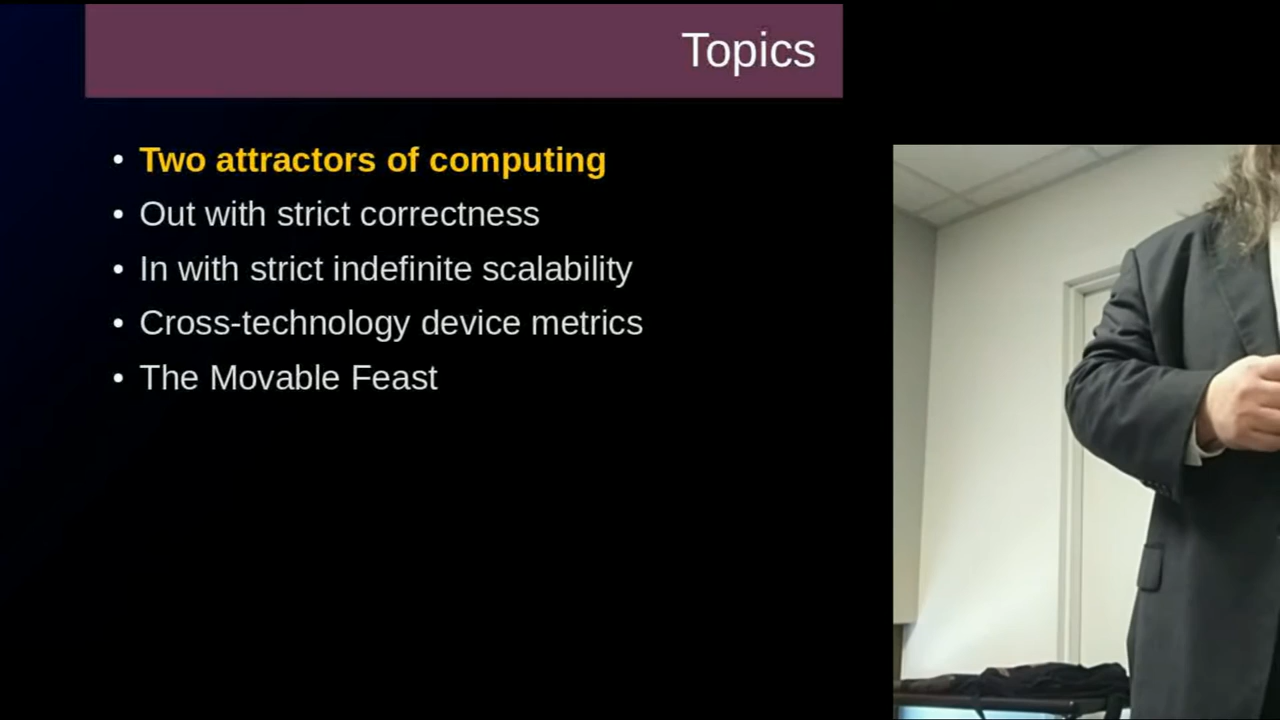 Topics
• Two attractors of computing
• Out with strict correctness
• In with strict indefinite scalability
• Cross-technology device metrics
• The Movable Feast